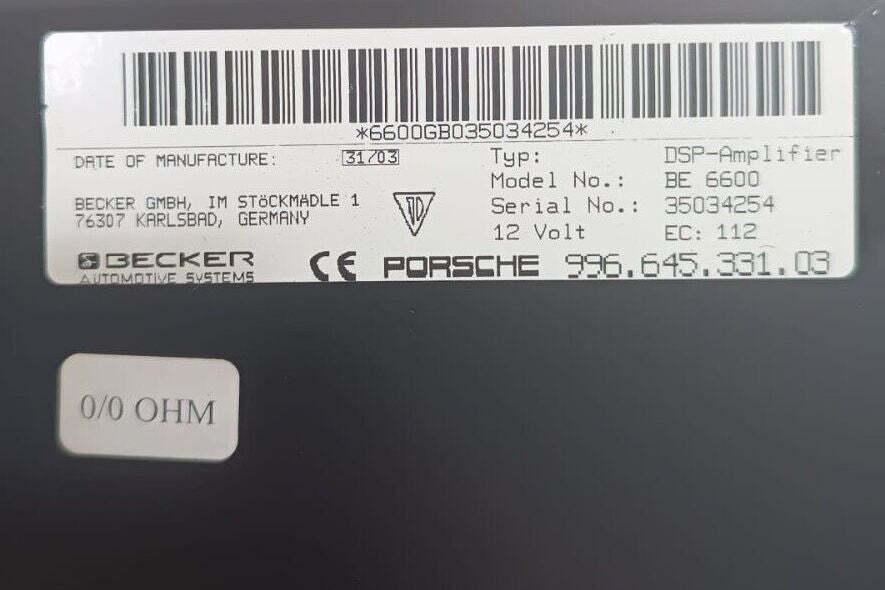 *6600GB035034254*
DATE OF MANUFACTURE: 31/03
BECKER GMBH, IM STÖCKMÄDLE 1
76307 KARLSBAD, GERMANY
Typ: DSP-Amplifier
Model No.: BE 6600
Serial No.: 35034254
12 Volt EC: 112
BECKER
AUTOMOTIVE SYSTEMS
CE PORSCHE 996.645.331.03
0/0 OHM